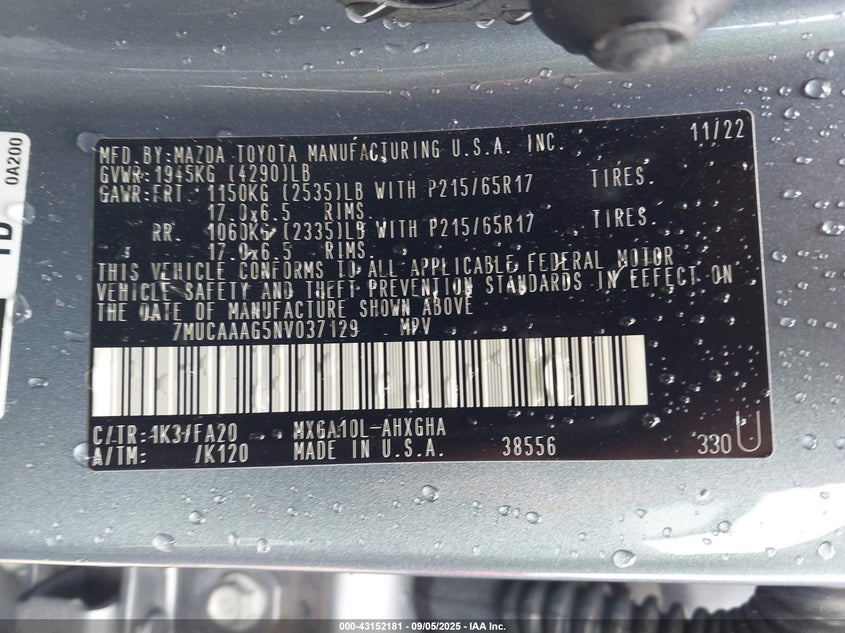 0A200
MFD.BY:MAZDA TOYOTA MANUFACTURING U.S.A. INC. 11/22
GVWR:1945KG (4290)LB
GAWR:FRT 1150KG (2535)LB WITH P215/65R17 TIRES.
17.0x6.5 RIMS.
RR. 1060KG (2335)LB WITH P215/65R17 TIRES.
17.0x6.5 RIMS.
THIS VEHICLE CONFORMS TO ALL APPLICABLE FEDERAL MOTOR
VEHICLE SAFETY AND THEFT PREVENTION STANDARDS IN EFFECT ON
THE DATE OF MANUFACTURE SHOWN ABOVE
7MUCAAAG5NV037129 MPV
C/TR:1K3/FA20 MXGA10L-AHXGHA
A/TM: /K120 MADE IN U.S.A. 38556 330 U
000-43152181 - 09/05/2025 - IAA Inc.